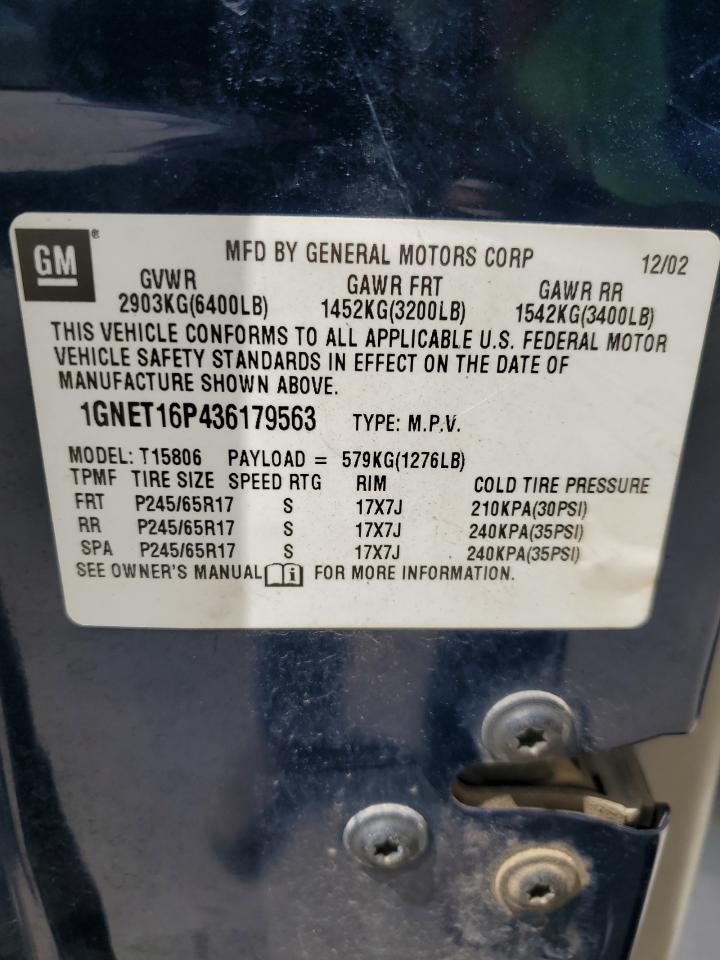 GM ®
MFD BY GENERAL MOTORS CORP 12/02
GVWR GAWR FRT GAWR RR
2903KG(6400LB) 1452KG(3200LB) 1542KG(3400LB)
THIS VEHICLE CONFORMS TO ALL APPLICABLE U.S. FEDERAL MOTOR
VEHICLE SAFETY STANDARDS IN EFFECT ON THE DATE OF
MANUFACTURE SHOWN ABOVE.
1GNET16P436179563 TYPE: M.P.V.
MODEL: T15806 PAYLOAD = 579KG(1276LB)
TPMF TIRE SIZE SPEED RTG RIM COLD TIRE PRESSURE
FRT P245/65R17 S 17X7J 210KPA(30PSI)
RR P245/65R17 S 17X7J 240KPA(35PSI)
SPA P245/65R17 S 17X7J 240KPA(35PSI)
SEE OWNER'S MANUAL i FOR MORE INFORMATION.